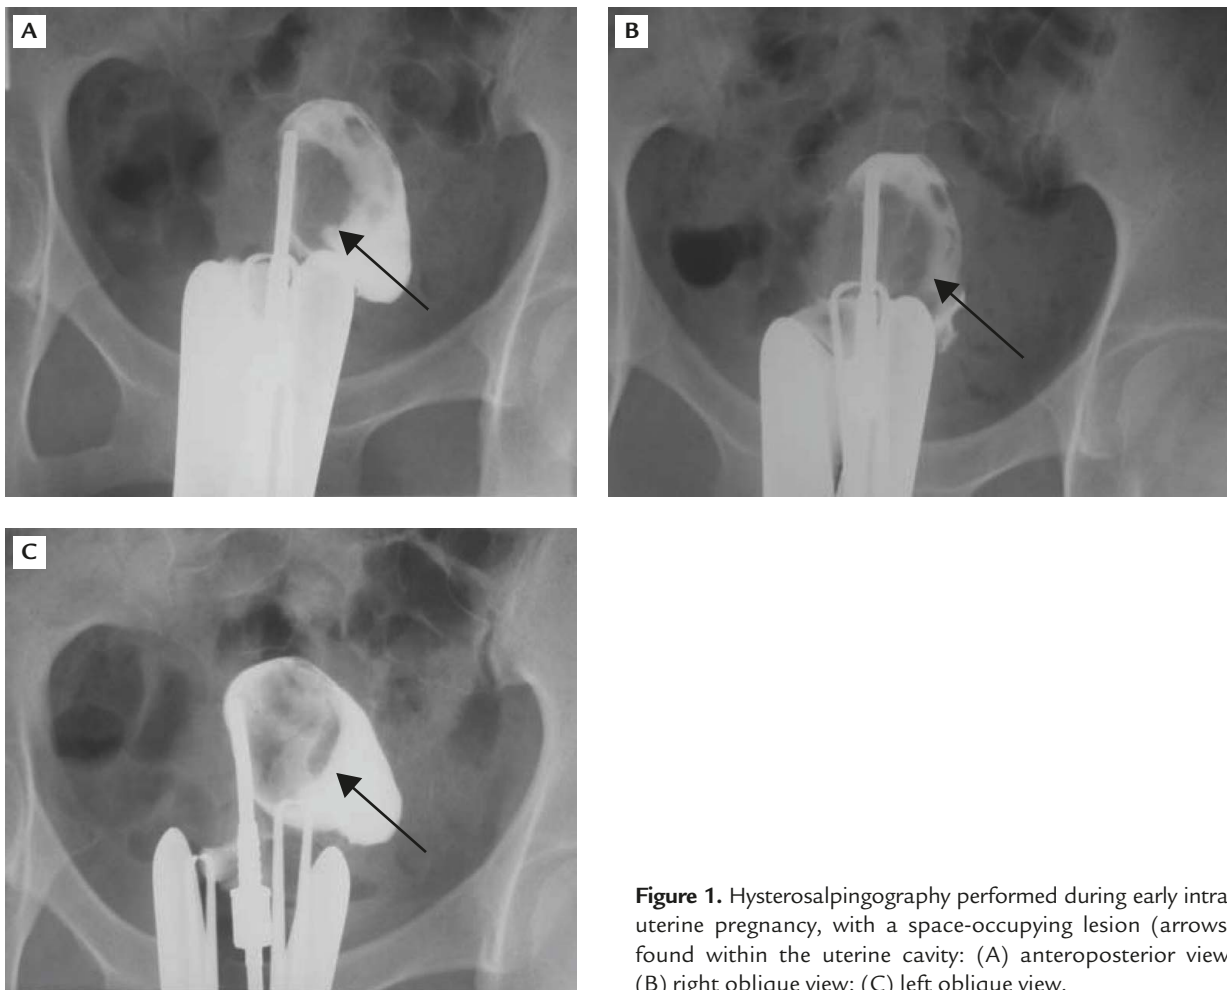 A
B
C
Figure 1. Hysterosalpingography performed during early intra
uterine pregnancy, with a space-occupying lesion (arrows
found within the uterine cavity: (A) anteroposterior view
(B) right oblique view; (C) left oblique view.